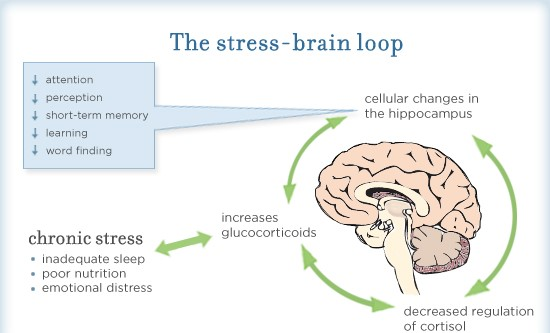 The stress-brain loop
↓ attention
↓ perception
↓ short-term memory
↓ learning
↓ word finding
cellular changes in
the hippocampus
increases
glucocorticoids
chronic stress
• inadequate sleep
• poor nutrition
• emotional distress
decreased regulation
of cortisol